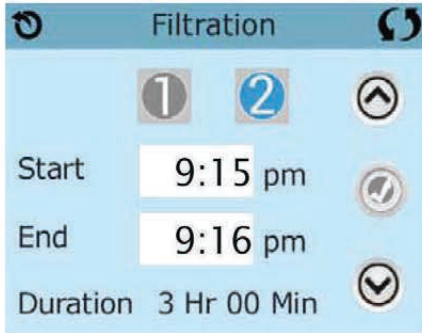 Filtration
1 2
Start 9:15 pm
End 9:16 pm
Duration 3 Hr 00 Min